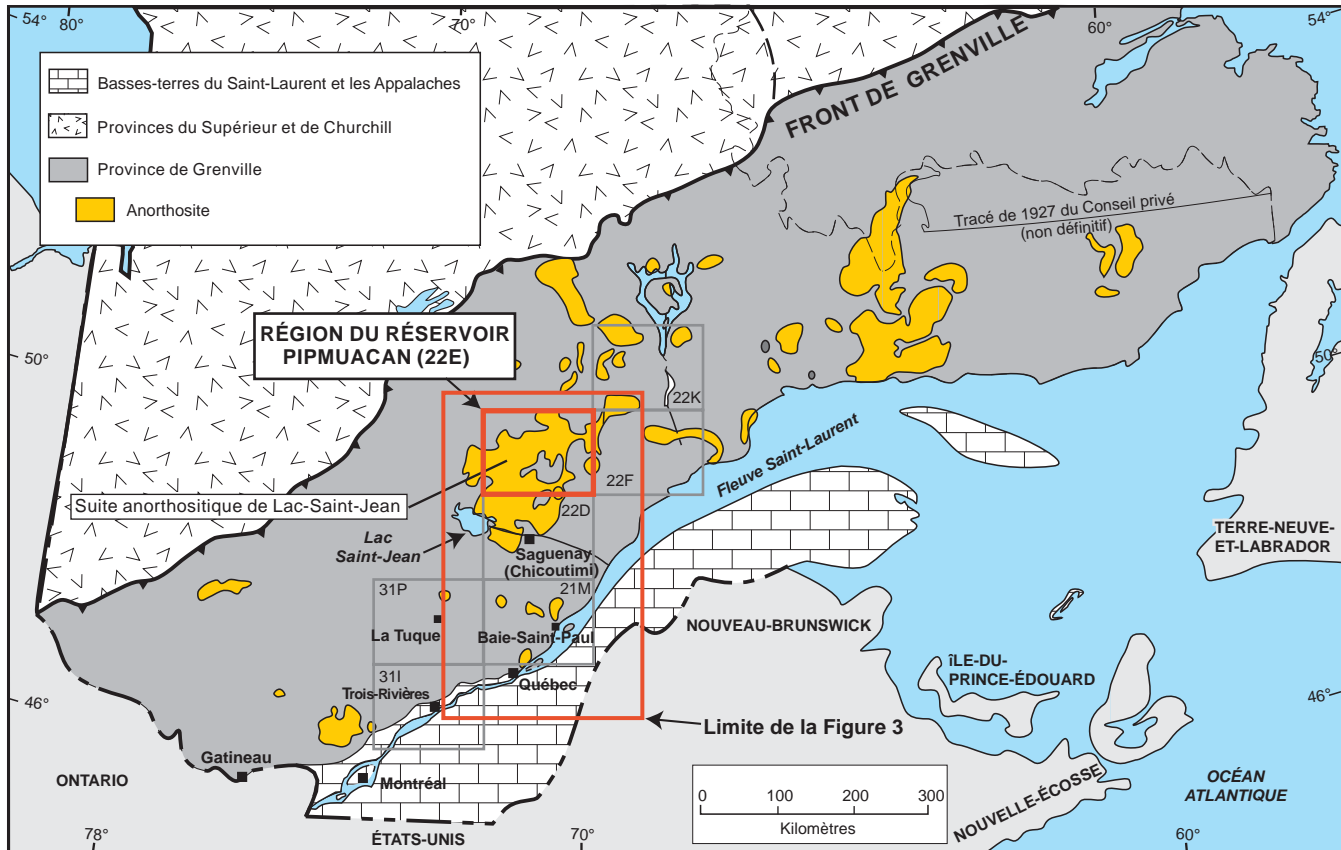 54°
80°
70°
60°
54°
Basses-terres du Saint-Laurent et les Appalaches
Provinces du Supérieur et de Churchill
Province de Grenville
Anorthosite
FRONT DE GRENVILLE
Tracé de 1927 du Conseil privé
(non définitif)
RÉGION DU RÉSERVOIR
PIPMUACAN (22E)
50°
50°
22K
22F
22D
Fleuve Saint-Laurent
Suite anorthositique de Lac-Saint-Jean
Lac
Saint-Jean
Saguenay
(Chicoutimi)
TERRE-NEUVE-
ET-LABRADOR
31P
21M
La Tuque
Baie-Saint-Paul
NOUVEAU-BRUNSWICK
îLE-DU-
PRINCE-ÉDOUARD
31I
Trois-Rivières
Québec
46°
46°
Limite de la Figure 3
Gatineau
Montréal
ONTARIO
0 100 200 300
Kilomètres
NOUVELLE-ÉCOSSE
OCÉAN
ATLANTIQUE
78°
ÉTATS-UNIS
70°
60°